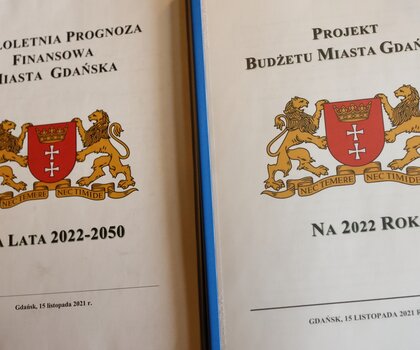 LOLETNIA PROGNOZA
FINANSOWA
MIASTA GDAŃSKA
NEC TEMERE NEC TIMIDE
LATA 2022-2050
Gdańsk, 15 listopada 2021 r.
PROJEKT
BUDŻETU MIASTA GDAŃ
NEC TEMERE NEC TIMIDE
NA 2022 ROK
GDAŃSK, 15 LISTOPADA 2021 R